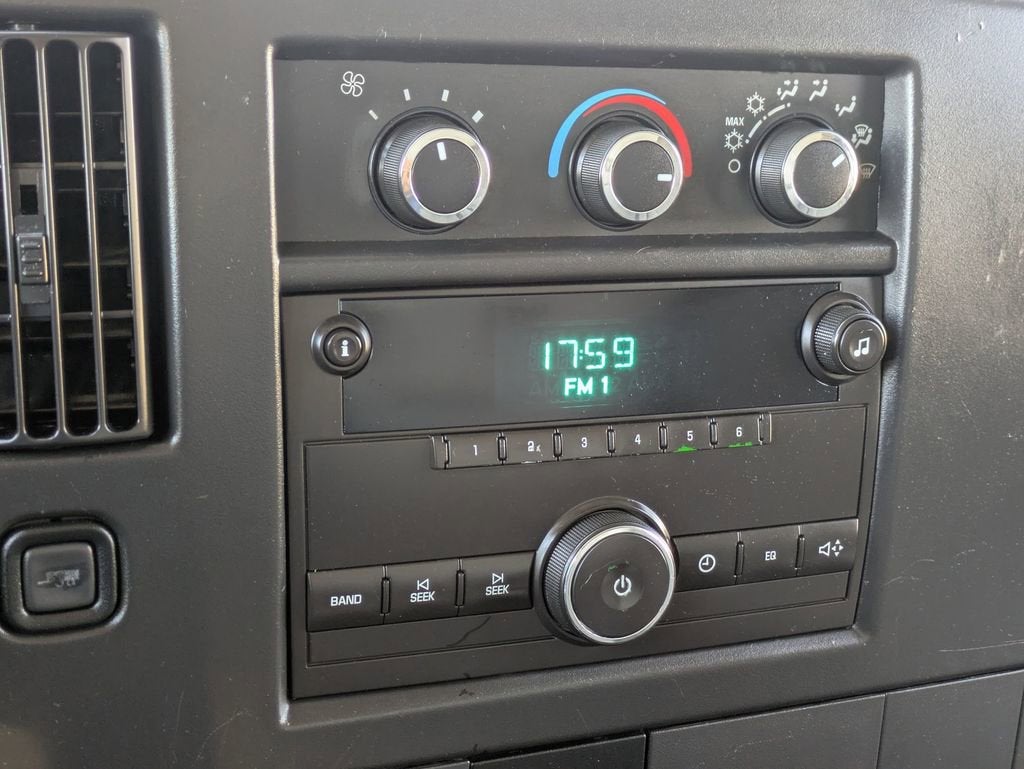 MAX
i
17:59
FM 1
1 2 3 4 5 6
BAND
SEEK
SEEK
EQ